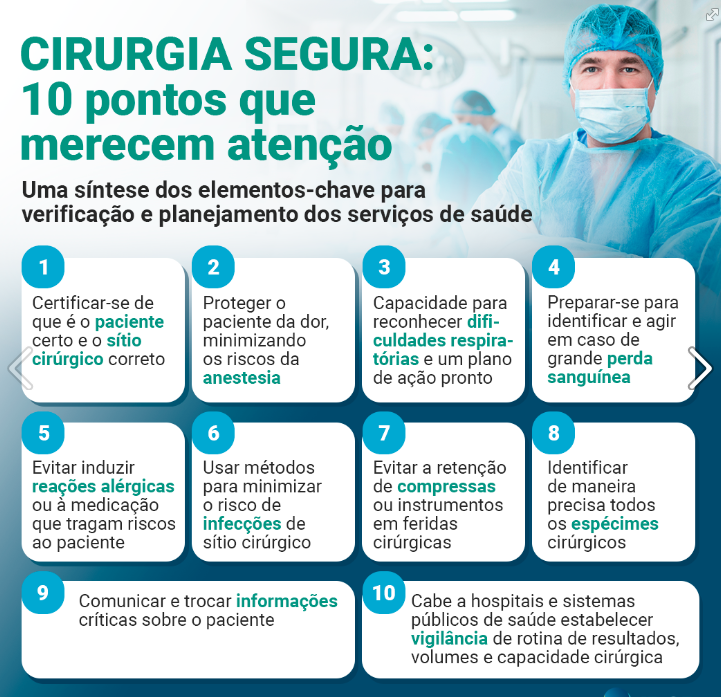 CIRURGIA SEGURA:
10 pontos que
merecem atenção
Uma síntese dos elementos-chave para
verificação e planejamento dos serviços de saúde
1
Certificar-se de
que é o paciente
certo e o sítio
cirúrgico correto
2
Proteger o
paciente da dor,
minimizando
os riscos da
anestesia
3
Capacidade para
reconhecer difi-
culdades respira-
tórias e um plano
de ação pronto
4
Preparar-se para
identificar e agir
em caso de
grande perda
sanguínea
5
Evitar induzir
reações alérgicas
ou à medicação
que tragam riscos
ao paciente
6
Usar métodos
para minimizar
o risco de
infecções de
sítio cirúrgico
7
Evitar a retenção
de compressas
ou instrumentos
em feridas
cirúrgicas
8
Identificar
de maneira
precisa todos
os espécimes
cirúrgicos
9
Comunicar e trocar informações
críticas sobre o paciente
10
Cabe a hospitais e sistemas
públicos de saúde estabelecer
vigilância de rotina de resultados,
volumes e capacidade cirúrgica